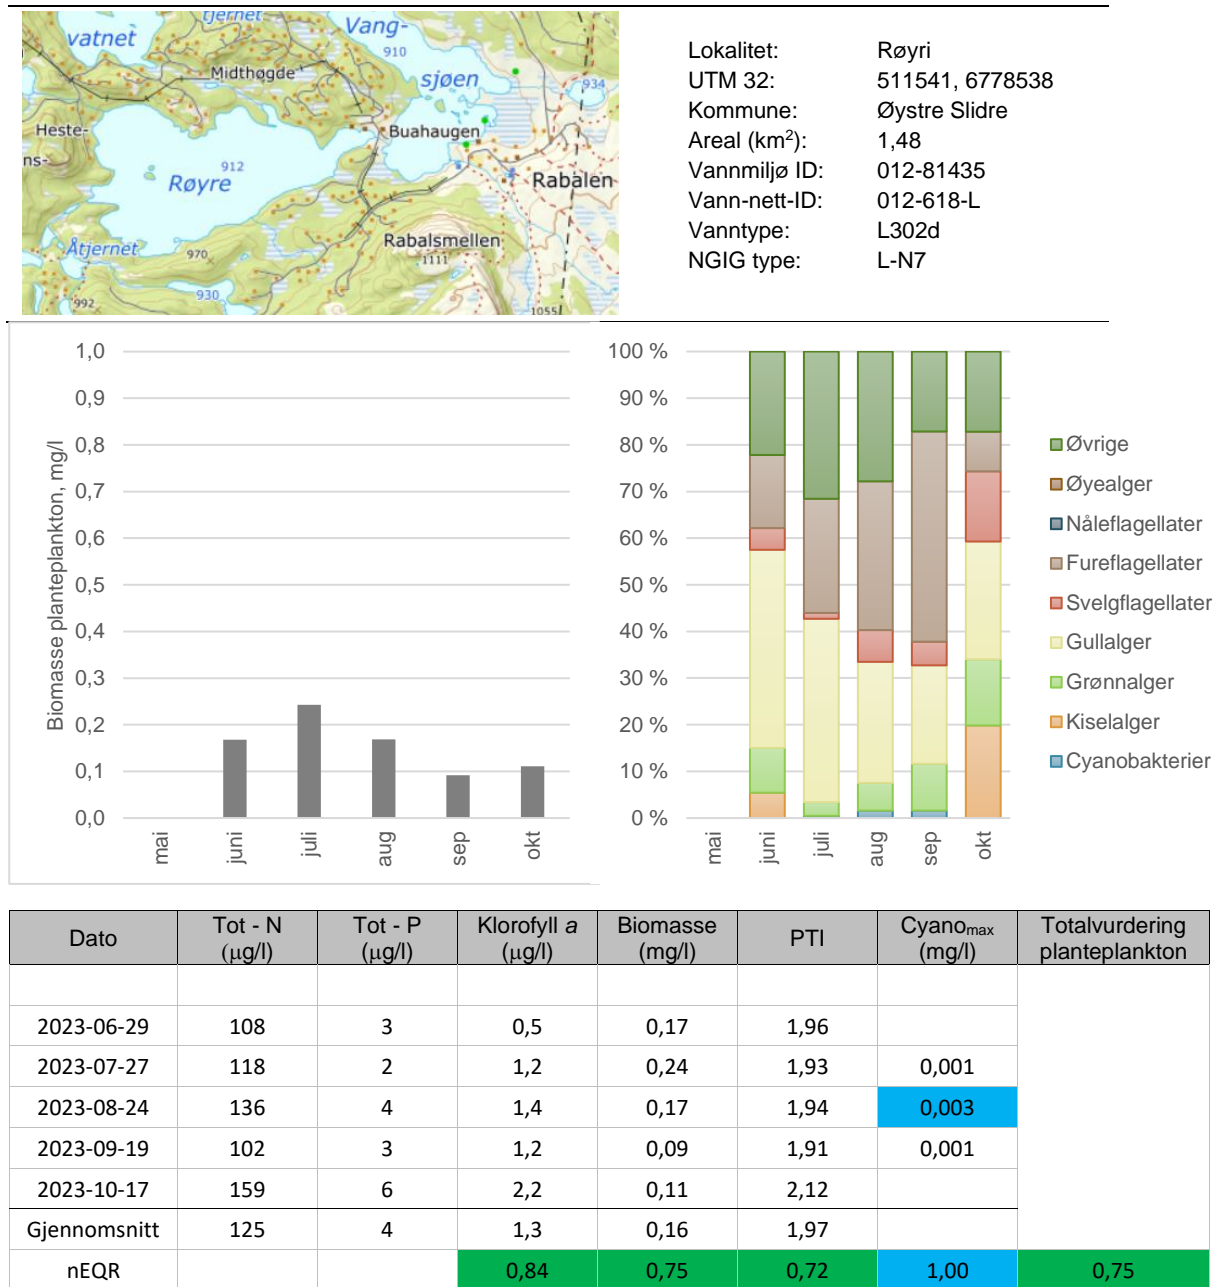 tjernet
vatnet
Vang-
910
Midthøgde
sjøen
934
Heste-
ns-
Buahaugen
912
Røyre
Rabalen
Åtjernet
970
Rabalsmellen
1111
930
992
1055
Lokalitet: Røyri
UTM 32: 511541, 6778538
Kommune: Øystre Slidre
Areal (km²): 1,48
Vannmiljø ID: 012-81435
Vann-nett-ID: 012-618-L
Vanntype: L302d
NGIG type: L-N7
Biomasse planteplankton, mg/l
1,0
0,9
0,8
0,7
0,6
0,5
0,4
0,3
0,2
0,1
0,0
mai juni juli aug sep okt
100 %
90 %
80 %
70 %
60 %
50 %
40 %
30 %
20 %
10 %
0 %
mai juni juli aug sep okt
Øvrige
Øyealger
Nåleflagellater
Fureflagellater
Svelgflagellater
Gullalger
Grønnalger
Kiselalger
Cyanobakterier
Dato Tot - N (µg/l) Tot - P (µg/l) Klorofyll a (µg/l) Biomasse (mg/l) PTI Cyanomax (mg/l) Totalvurdering planteplankton
2023-06-29 108 3 0,5 0,17 1,96
2023-07-27 118 2 1,2 0,24 1,93 0,001
2023-08-24 136 4 1,4 0,17 1,94 0,003
2023-09-19 102 3 1,2 0,09 1,91 0,001
2023-10-17 159 6 2,2 0,11 2,12
Gjennomsnitt 125 4 1,3 0,16 1,97
nEQR 0,84 0,75 0,72 1,00 0,75